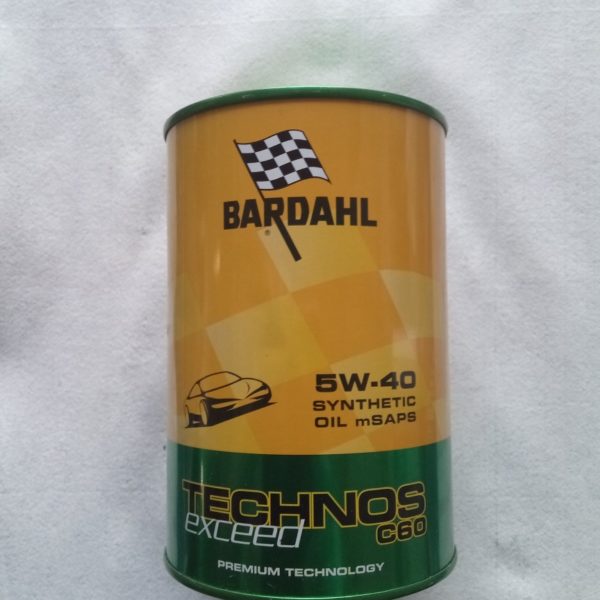 BARDAHL
®
5W-40
SYNTHETIC
OIL mSAPS
TECHNOS
exceed C60
PREMIUM TECHNOLOGY